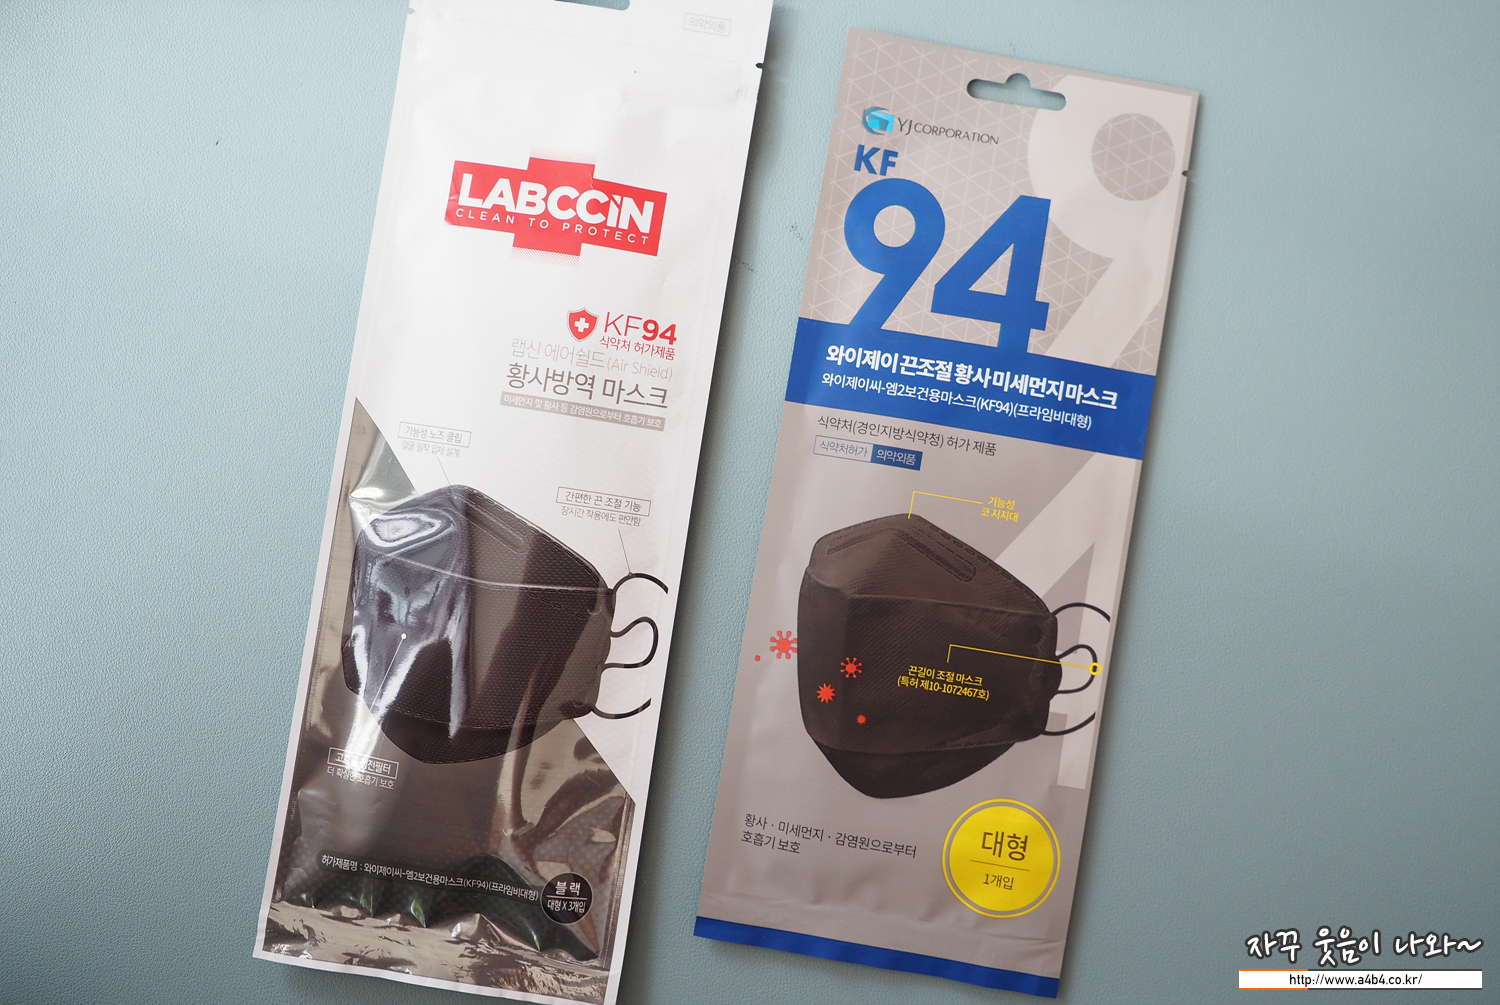 의약외품
LABCCiN
CLEAN TO PROTECT
KF94
식약처 허가제품
랩신 에어쉴드(Air Shield)
황사방역 마스크
미세먼지 및 황사 등 감염원으로부터 호흡기 보호
기능성 노즈 클립
얼굴 밀착 입체 설계
간편한 끈 조절 기능
장시간 착용에도 편안함
더 확실한 호흡기 보호
허가제품명 : 와이제이씨-엠2보건용마스크(KF94)(프라임비대형)
블랙
대형 X 3개입
YJ CORPORATION
KF
94
와이제이 끈조절 황사 미세먼지 마스크
와이제이씨-엠2보건용마스크(KF94)(프라임비대형)
식약처(경인지방식약청) 허가 제품
식약처허가 의약외품
기능성
코 지지대
끈길이 조절 마스크
(특허 제10-1072467호)
황사 · 미세먼지 · 감염원으로부터
호흡기 보호
대형
1개입
자꾸 웃음이 나와~
http://www.a4b4.co.kr/